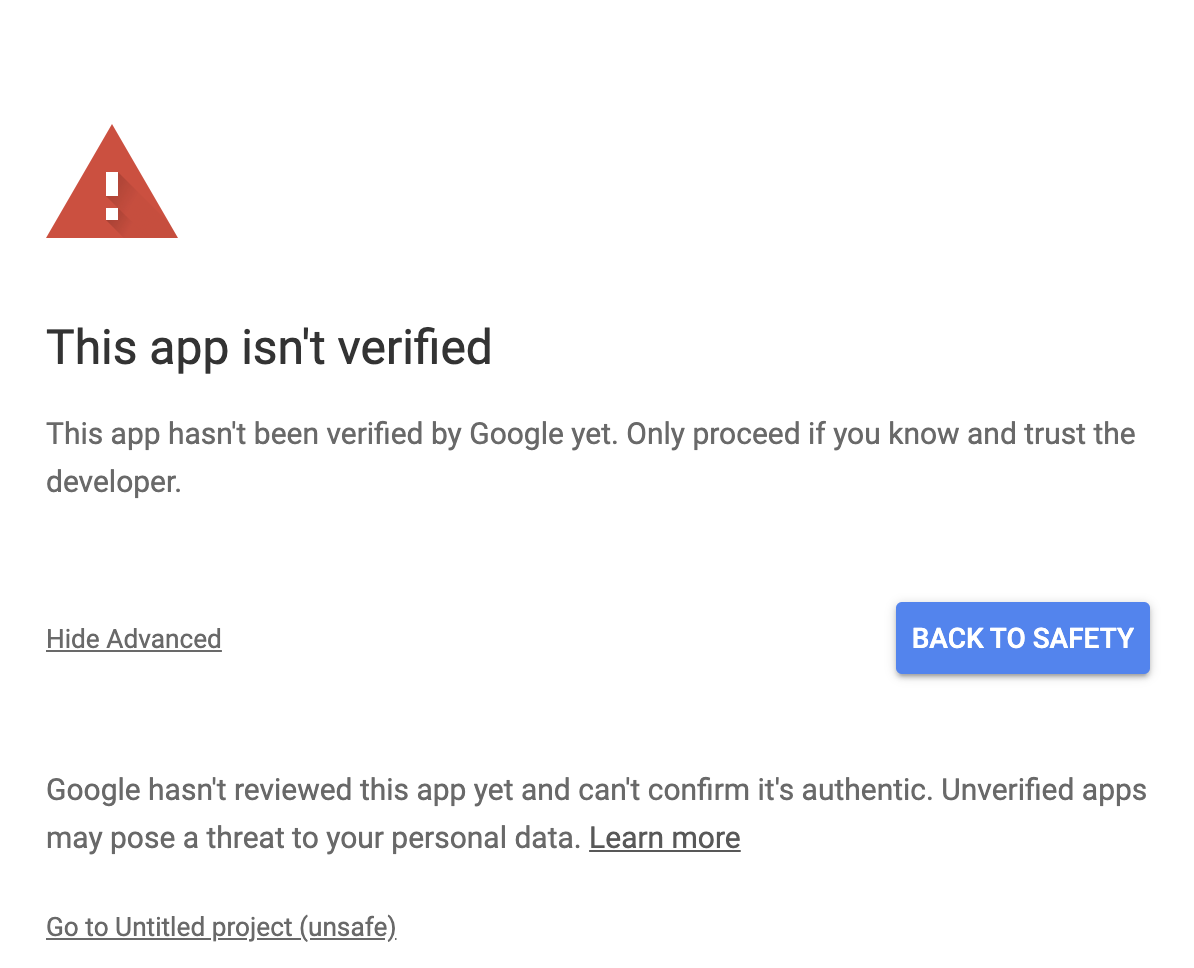 This app isn't verified
This app hasn't been verified by Google yet. Only proceed if you know and trust the
developer.
Hide Advanced
BACK TO SAFETY
Google hasn't reviewed this app yet and can't confirm it's authentic. Unverified apps
may pose a threat to your personal data. Learn more
Go to Untitled project (unsafe)